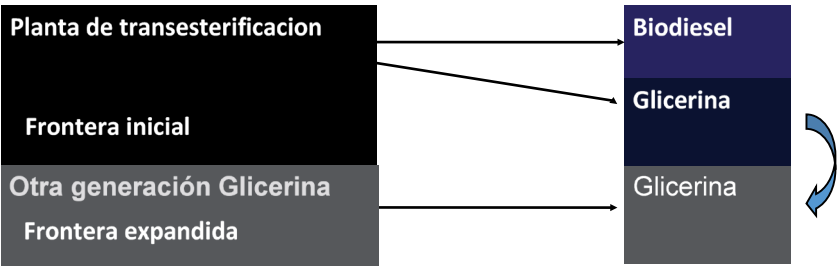 Planta de transesterificacion
Frontera inicial
Otra generación Glicerina
Frontera expandida
Biodiesel
Glicerina
Glicerina